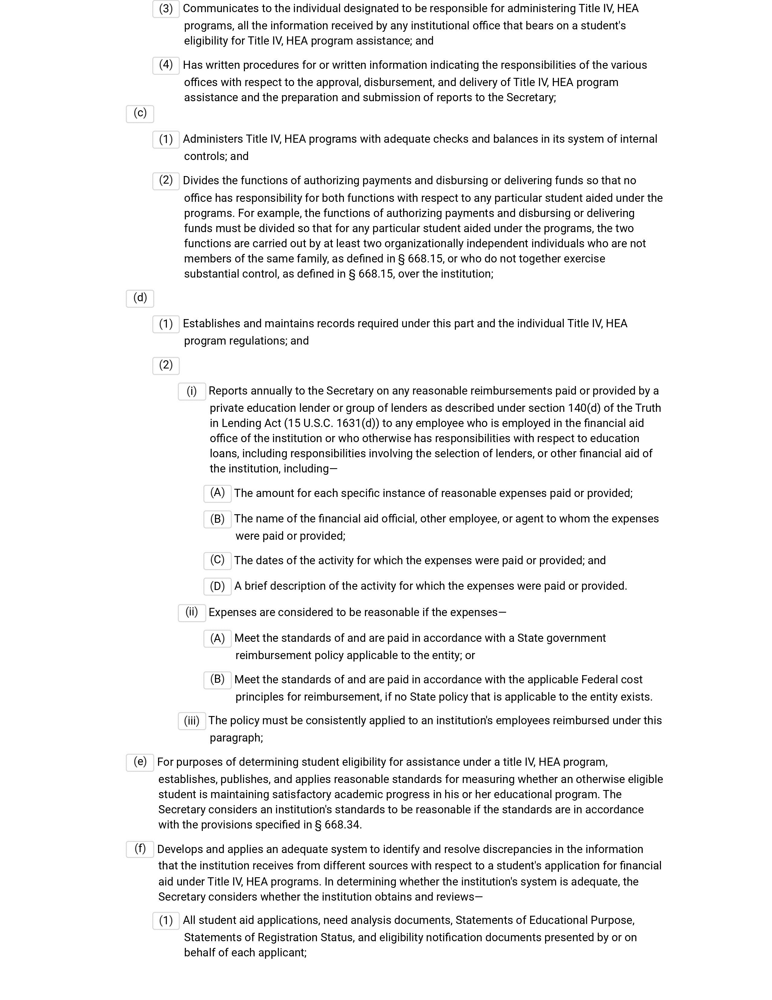 (3) Communicates to the individual designated to be responsible for administering Title IV, HEA
programs, all the information received by any institutional office that bears on a student's
eligibility for Title IV, HEA program assistance; and
(4) Has written procedures for or written information indicating the responsibilities of the various
offices with respect to the approval, disbursement, and delivery of Title IV, HEA program
assistance and the preparation and submission of reports to the Secretary;
(c)
(1) Administers Title IV, HEA programs with adequate checks and balances in its system of internal
controls; and
(2) Divides the functions of authorizing payments and disbursing or delivering funds so that no
office has responsibility for both functions with respect to any particular student aided under the
programs. For example, the functions of authorizing payments and disbursing or delivering
funds must be divided so that for any particular student aided under the programs, the two
functions are carried out by at least two organizationally independent individuals who are not
members of the same family, as defined in § 668.15, or who do not together exercise
substantial control, as defined in § 668.15, over the institution;
(d)
(1) Establishes and maintains records required under this part and the individual Title IV, HEA
program regulations; and
(2)
(i) Reports annually to the Secretary on any reasonable reimbursements paid or provided by a
private education lender or group of lenders as described under section 140(d) of the Truth
in Lending Act (15 U.S.C. 1631(d)) to any employee who is employed in the financial aid
office of the institution or who otherwise has responsibilities with respect to education
loans, including responsibilities involving the selection of lenders, or other financial aid of
the institution, including—
(A) The amount for each specific instance of reasonable expenses paid or provided;
(B) The name of the financial aid official, other employee, or agent to whom the expenses
were paid or provided;
(C) The dates of the activity for which the expenses were paid or provided; and
(D) A brief description of the activity for which the expenses were paid or provided.
(ii) Expenses are considered to be reasonable if the expenses—
(A) Meet the standards of and are paid in accordance with a State government
reimbursement policy applicable to the entity; or
(B) Meet the standards of and are paid in accordance with the applicable Federal cost
principles for reimbursement, if no State policy that is applicable to the entity exists.
(iii) The policy must be consistently applied to an institution's employees reimbursed under this
paragraph;
(e) For purposes of determining student eligibility for assistance under a title IV, HEA program,
establishes, publishes, and applies reasonable standards for measuring whether an otherwise eligible
student is maintaining satisfactory academic progress in his or her educational program. The
Secretary considers an institution's standards to be reasonable if the standards are in accordance
with the provisions specified in § 668.34.
(f) Develops and applies an adequate system to identify and resolve discrepancies in the information
that the institution receives from different sources with respect to a student's application for financial
aid under Title IV, HEA programs. In determining whether the institution's system is adequate, the
Secretary considers whether the institution obtains and reviews—
(1) All student aid applications, need analysis documents, Statements of Educational Purpose,
Statements of Registration Status, and eligibility notification documents presented by or on
behalf of each applicant;